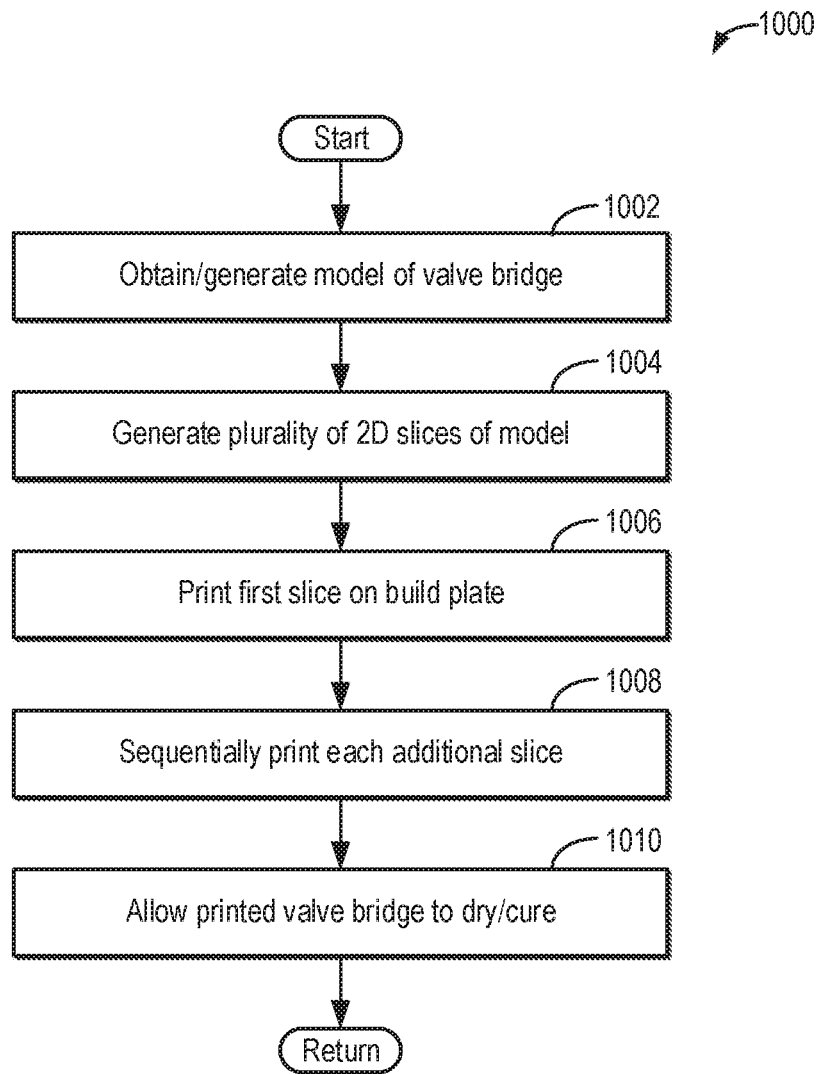 1000
Start
1002
Obtain/generate model of valve bridge
1004
Generate plurality of 2D slices of model
1006
Print first slice on build plate
1008
Sequentially print each additional slice
1010
Allow printed valve bridge to dry/cure
Return